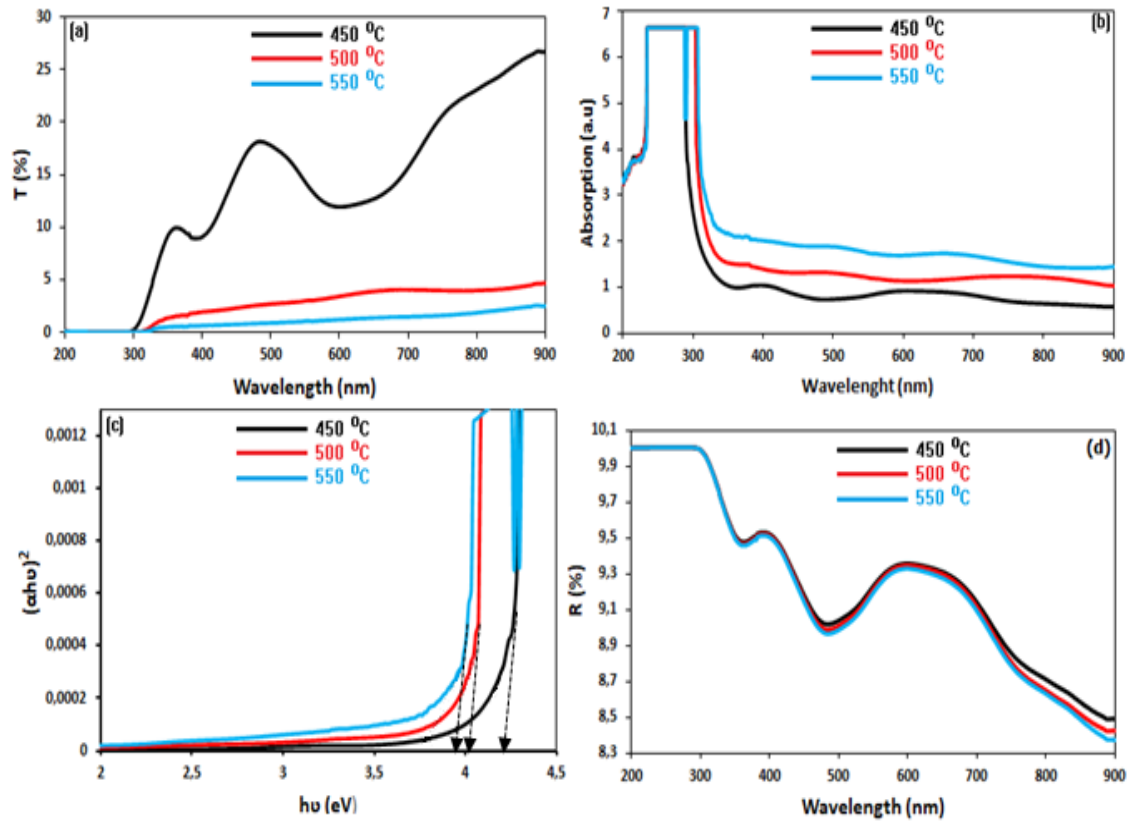 (a)
450 ⁰C
500 ⁰C
550 ⁰C
30
25
20
15
10
5
0
T (%)
200 300 400 500 600 700 800 900
Wavelength (nm)
(b)
450 ⁰C
500 ⁰C
550 ⁰C
7
6
5
4
3
2
1
0
Absorption (a.u)
200 300 400 500 600 700 800 900
Wavelenght (nm)
(c)
450 ⁰C
500 ⁰C
550 ⁰C
0,0012
0,001
0,0008
0,0006
0,0004
0,0002
0
(αhυ)²
2 3 3,5 4 4,5
hυ (eV)
(d)
450 ⁰C
500 ⁰C
550 ⁰C
10,1
9,9
9,7
9,5
9,3
9,1
8,9
8,7
8,5
8,3
R (%)
200 300 400 500 600 700 800 900
Wavelength (nm)